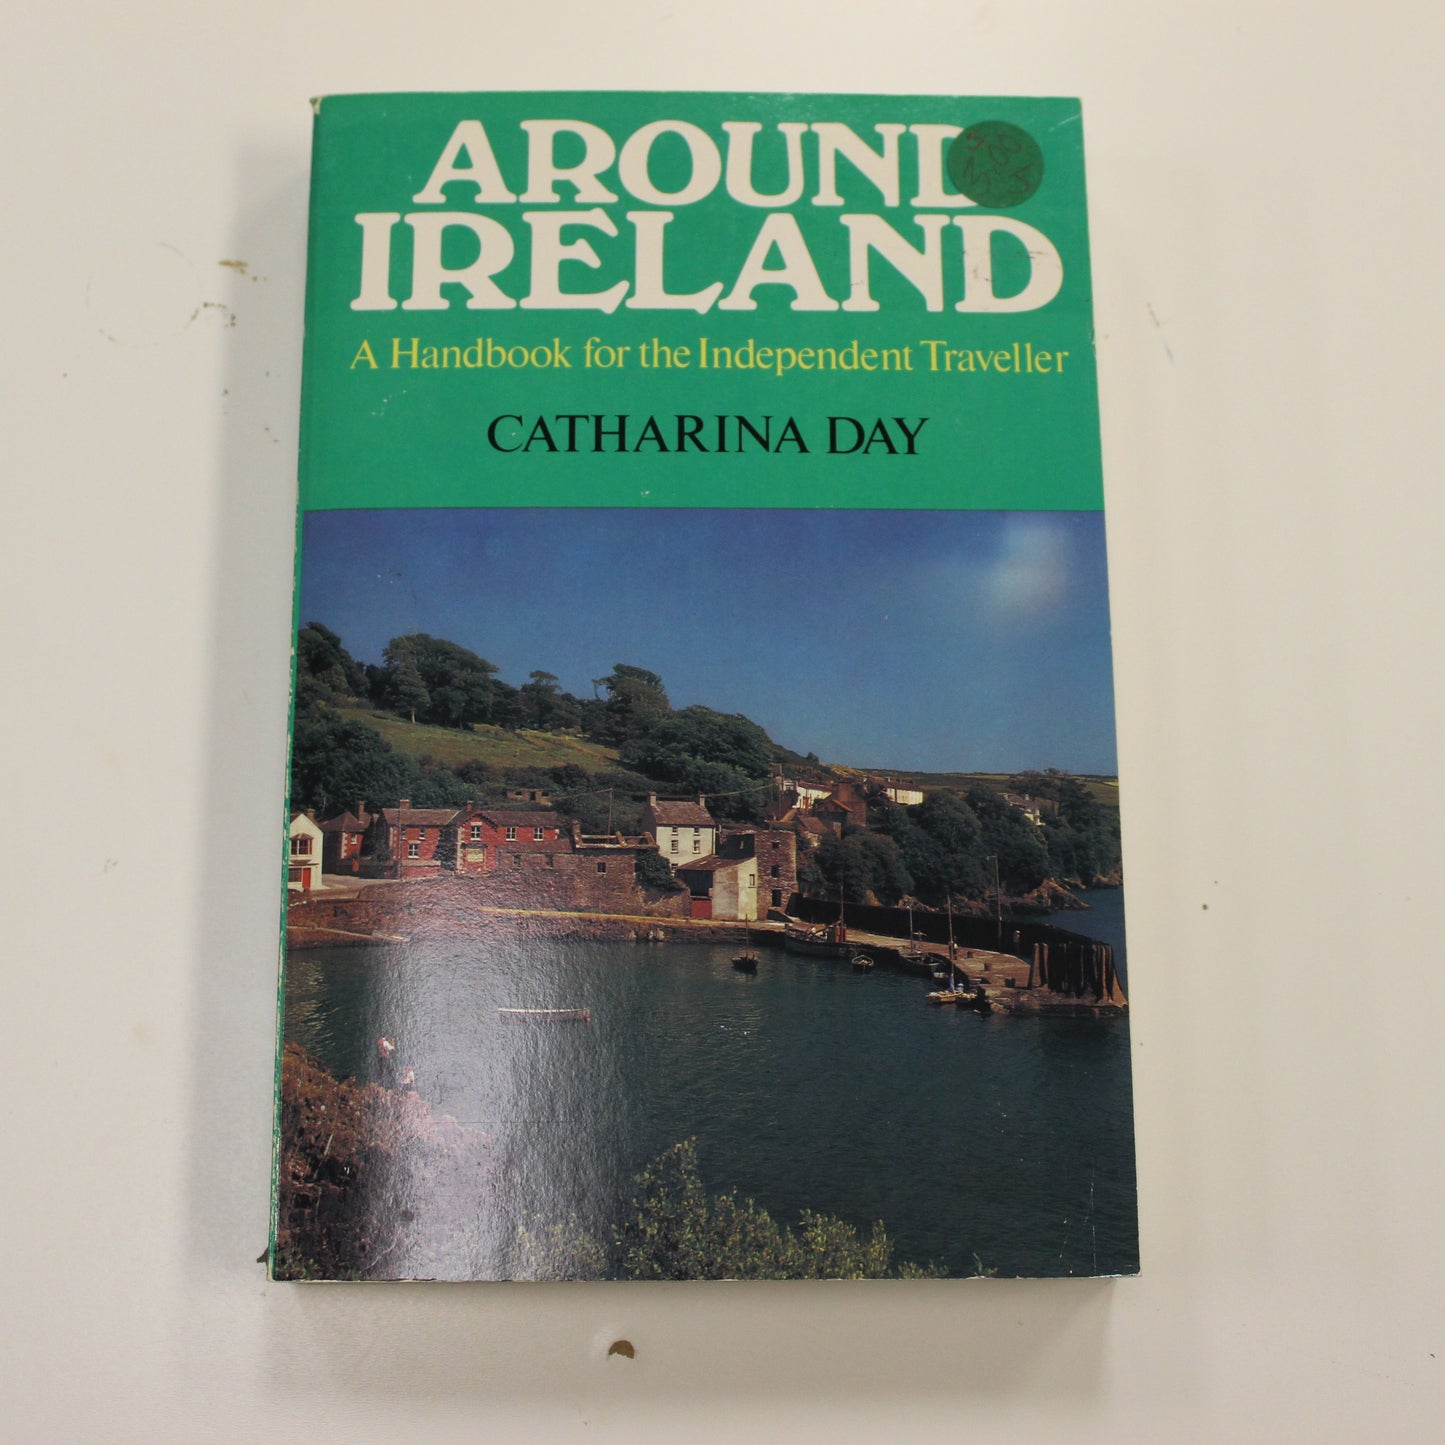 AROUND
IRELAND
A Handbook for the Independent Traveller
CATHARINA DAY